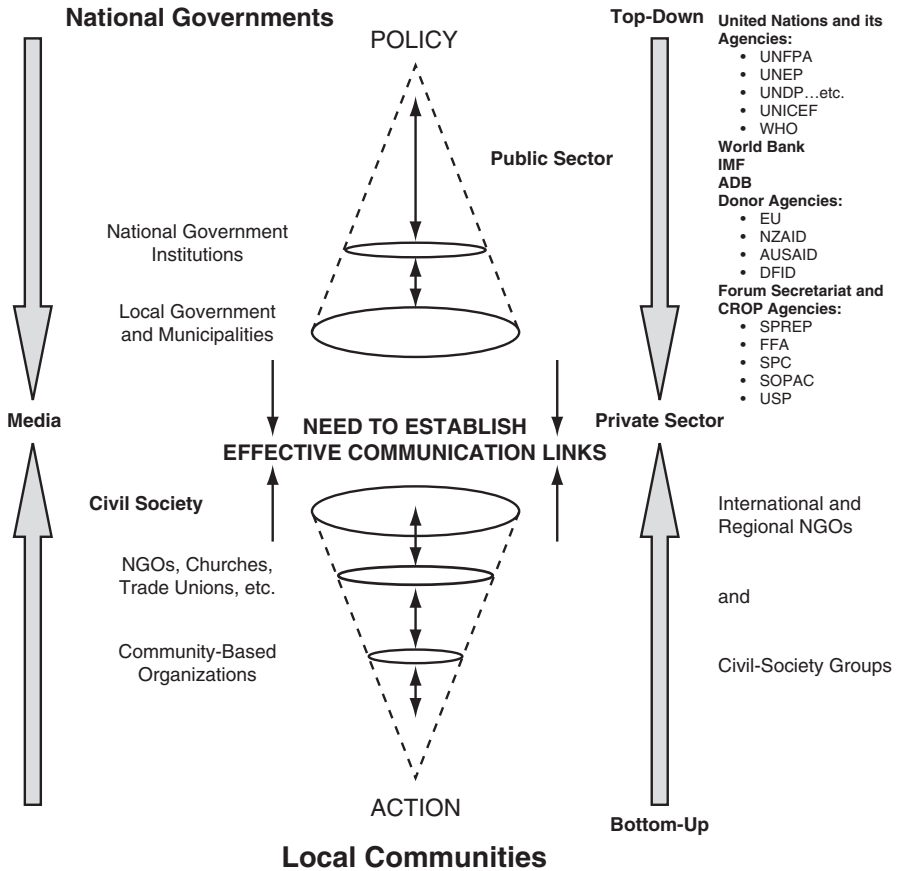 National Governments
POLICY
Top-Down
United Nations and its
Agencies:
• UNFPA
• UNEP
• UNDP...etc.
• UNICEF
• WHO
World Bank
IMF
ADB
Donor Agencies:
• EU
• NZAID
• AUSAID
• DFID
Forum Secretariat and
CROP Agencies:
• SPREP
• FFA
• SPC
• SOPAC
• USP
Public Sector
National Government
Institutions
Local Government
and Municipalities
Media
NEED TO ESTABLISH
EFFECTIVE COMMUNICATION LINKS
Private Sector
Civil Society
NGOs, Churches,
Trade Unions, etc.
Community-Based
Organizations
International and
Regional NGOs
and
Civil-Society Groups
ACTION
Bottom-Up
Local Communities